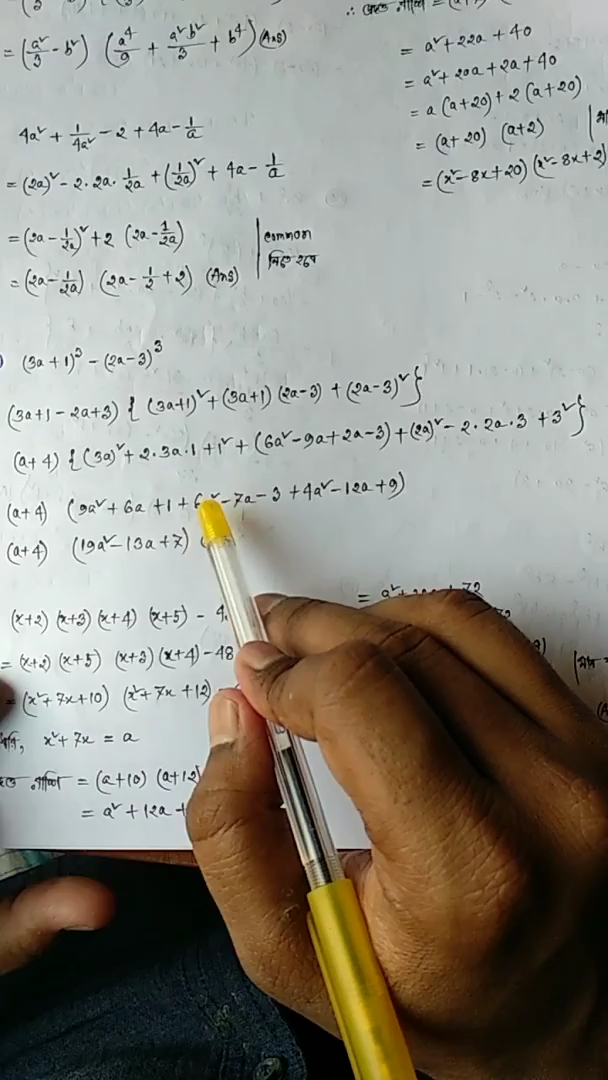 = (a²/3 - b²) (a⁴/9 + a²b²/3 + b⁴) (Ans)
4a² + 1/4a² - 2 + 4a - 1/a
= (2a)² - 2·2a·1/2a + (1/2a)² + 4a - 1/a
= (2a - 1/2a)² + 2 (2a - 1/2a) | common
= (2a - 1/2a) (2a - 1/2 + 2) (Ans)
(3a+1)³ - (2a-3)³
(3a+1-2a+3) { (3a+1)² + (3a+1) (2a-3) + (2a-3)² }
(a+4) { (3a)² + 2·3a·1 + 1² + (6a² - 9a + 2a - 3) + (2a)² - 2·2a·3 + 3² }
(a+4) (9a² + 6a + 1 + 6a² - 7a - 3 + 4a² - 12a + 9)
(a+4) (19a² - 13a + 7)
(x+2) (x+3) (x+4) (x+5) - 4
= (x+2) (x+5) (x+3) (x+4) - 48
= (x² + 7x + 10) (x² + 7x + 12)
x² + 7x = a
রাশি = (a+10) (a+12)
= a² + 12a +
∴ প্রদত্ত রাশি =
= a² + 22a + 40
= a² + 20a + 2a + 40
= a (a+20) + 2 (a+20)
= (a+20) (a+2)
= (x² - 8x + 20) (x² - 8x + 2)